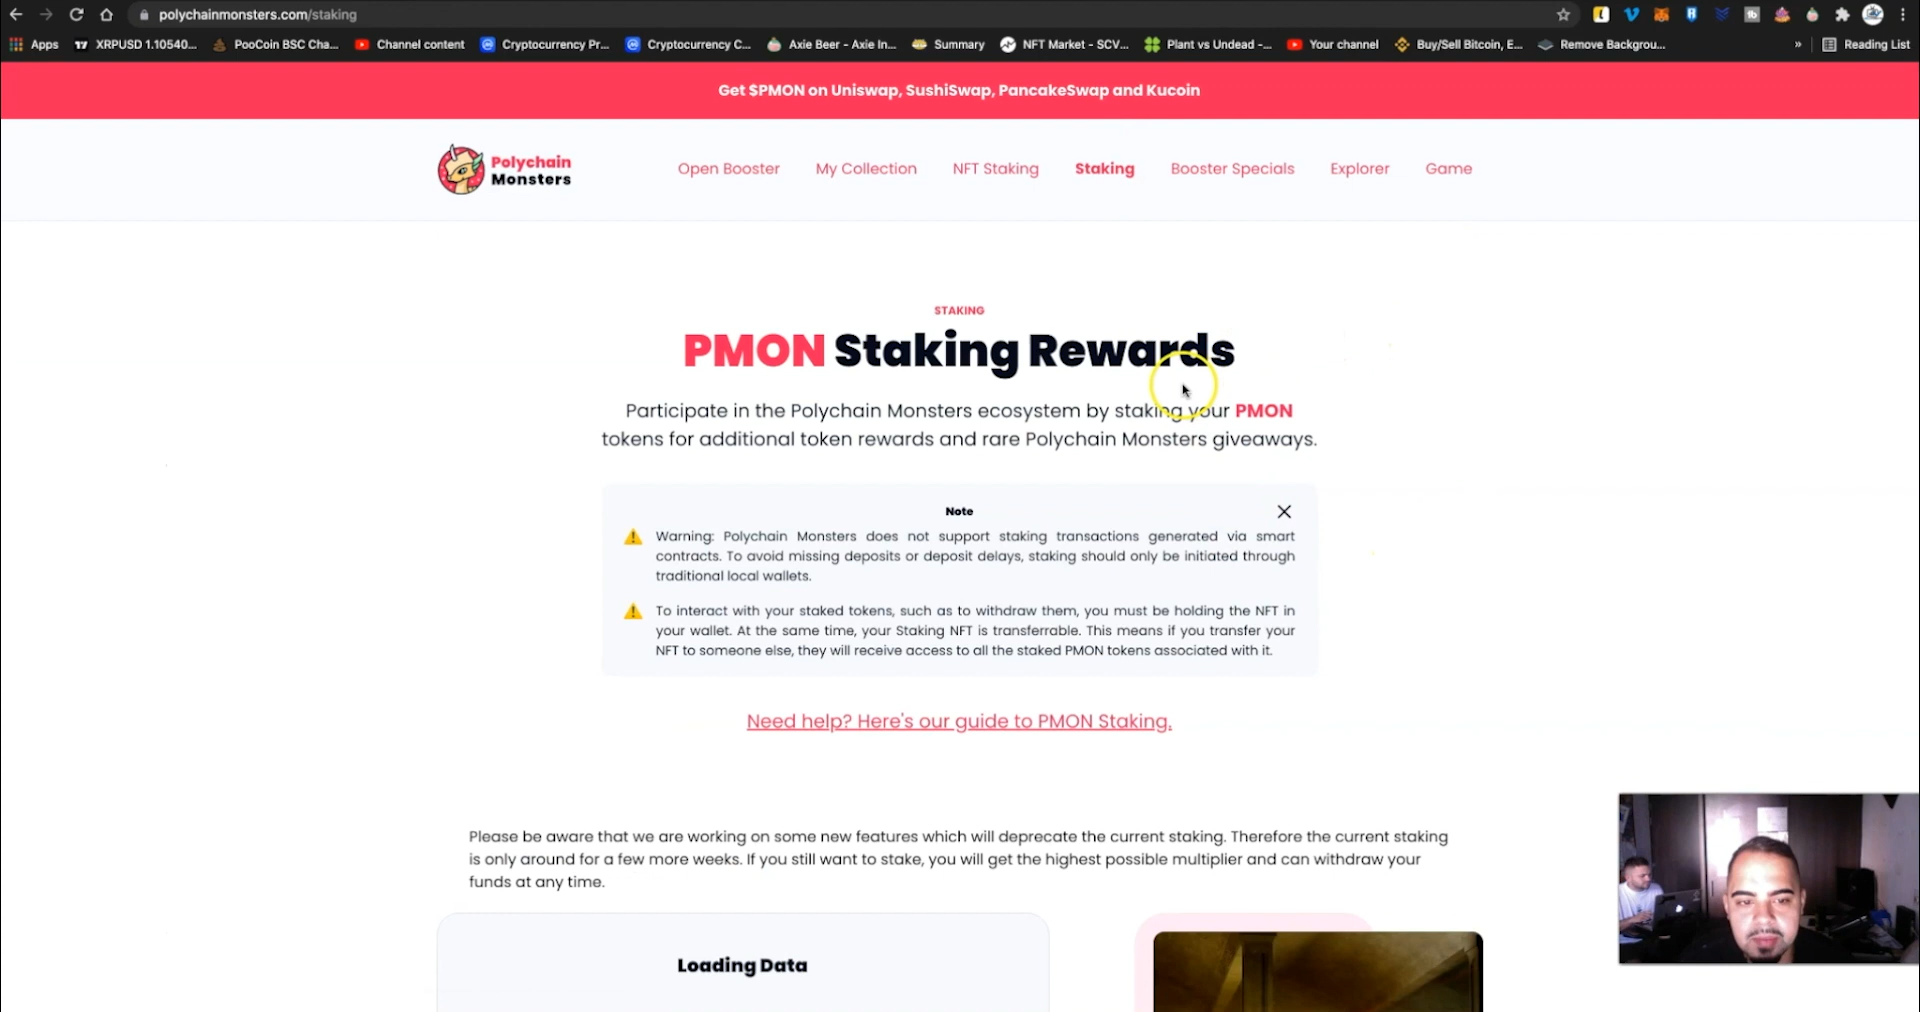 polychainmonsters.com/staking
Apps XRPUSD 1.10540... PooCoin BSC Cha... Channel content Cryptocurrency Pr... Cryptocurrency C... Axie Beer - Axie In... Summary NFT Market - SCV... Plant vs Undead -... Your channel Buy/Sell Bitcoin, E... Remove Backgrou... » Reading List
Get $PMON on Uniswap, SushiSwap, PancakeSwap and Kucoin
Polychain
Monsters
Open Booster My Collection NFT Staking Staking Booster Specials Explorer Game
STAKING
PMON Staking Rewards
Participate in the Polychain Monsters ecosystem by staking your PMON
tokens for additional token rewards and rare Polychain Monsters giveaways.
Note
Warning: Polychain Monsters does not support staking transactions generated via smart
contracts. To avoid missing deposits or deposit delays, staking should only be initiated through
traditional local wallets.
To interact with your staked tokens, such as to withdraw them, you must be holding the NFT in
your wallet. At the same time, your Staking NFT is transferrable. This means if you transfer your
NFT to someone else, they will receive access to all the staked PMON tokens associated with it.
Need help? Here's our guide to PMON Staking.
Please be aware that we are working on some new features which will deprecate the current staking. Therefore the current staking
is only around for a few more weeks. If you still want to stake, you will get the highest possible multiplier and can withdraw your
funds at any time.
Loading Data